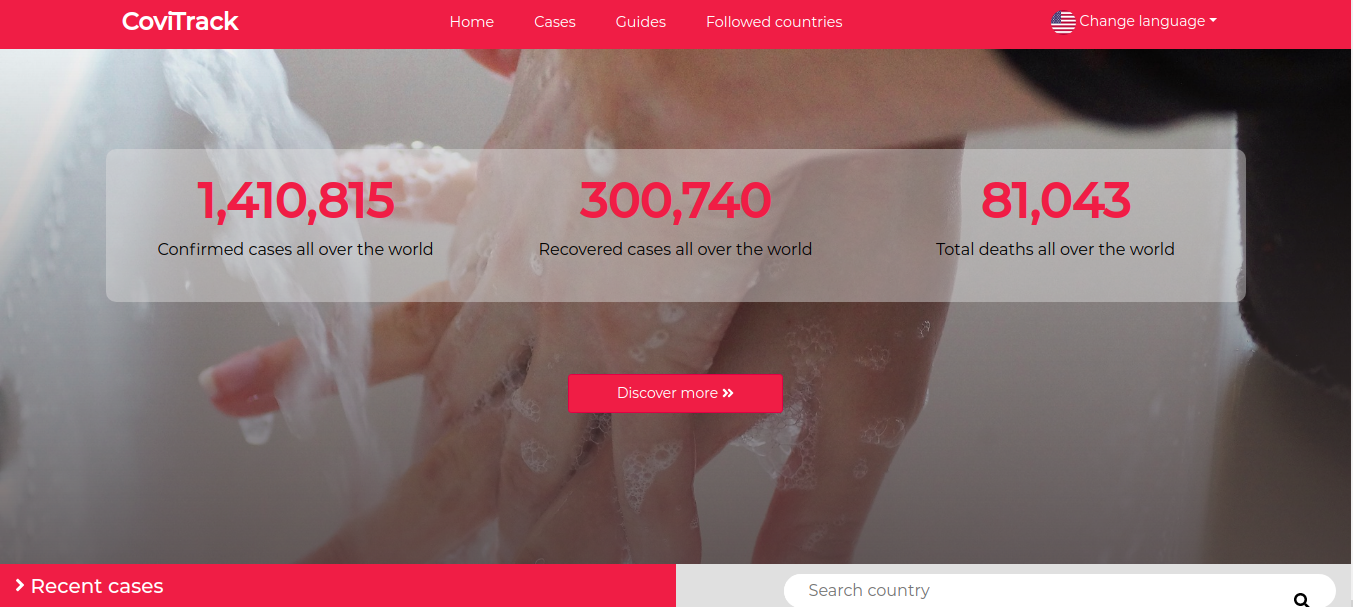 CoviTrack
Home Cases Guides Followed countries
Change language
1,410,815 300,740 81,043
Confirmed cases all over the world Recovered cases all over the world Total deaths all over the world
Discover more
Recent cases
Search country